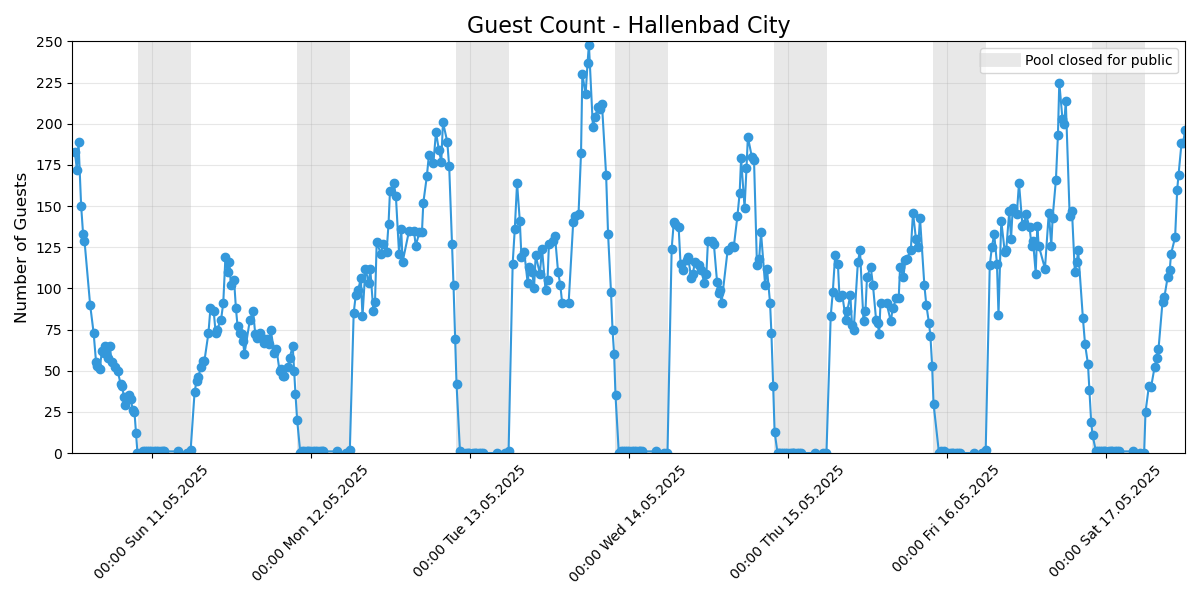 Guest Count - Hallenbad City
Pool closed for public
Number of Guests
250
225
200
175
150
125
100
75
50
25
0
00:00 Sun 11.05.2025
00:00 Mon 12.05.2025
00:00 Tue 13.05.2025
00:00 Wed 14.05.2025
00:00 Thu 15.05.2025
00:00 Fri 16.05.2025
00:00 Sat 17.05.2025